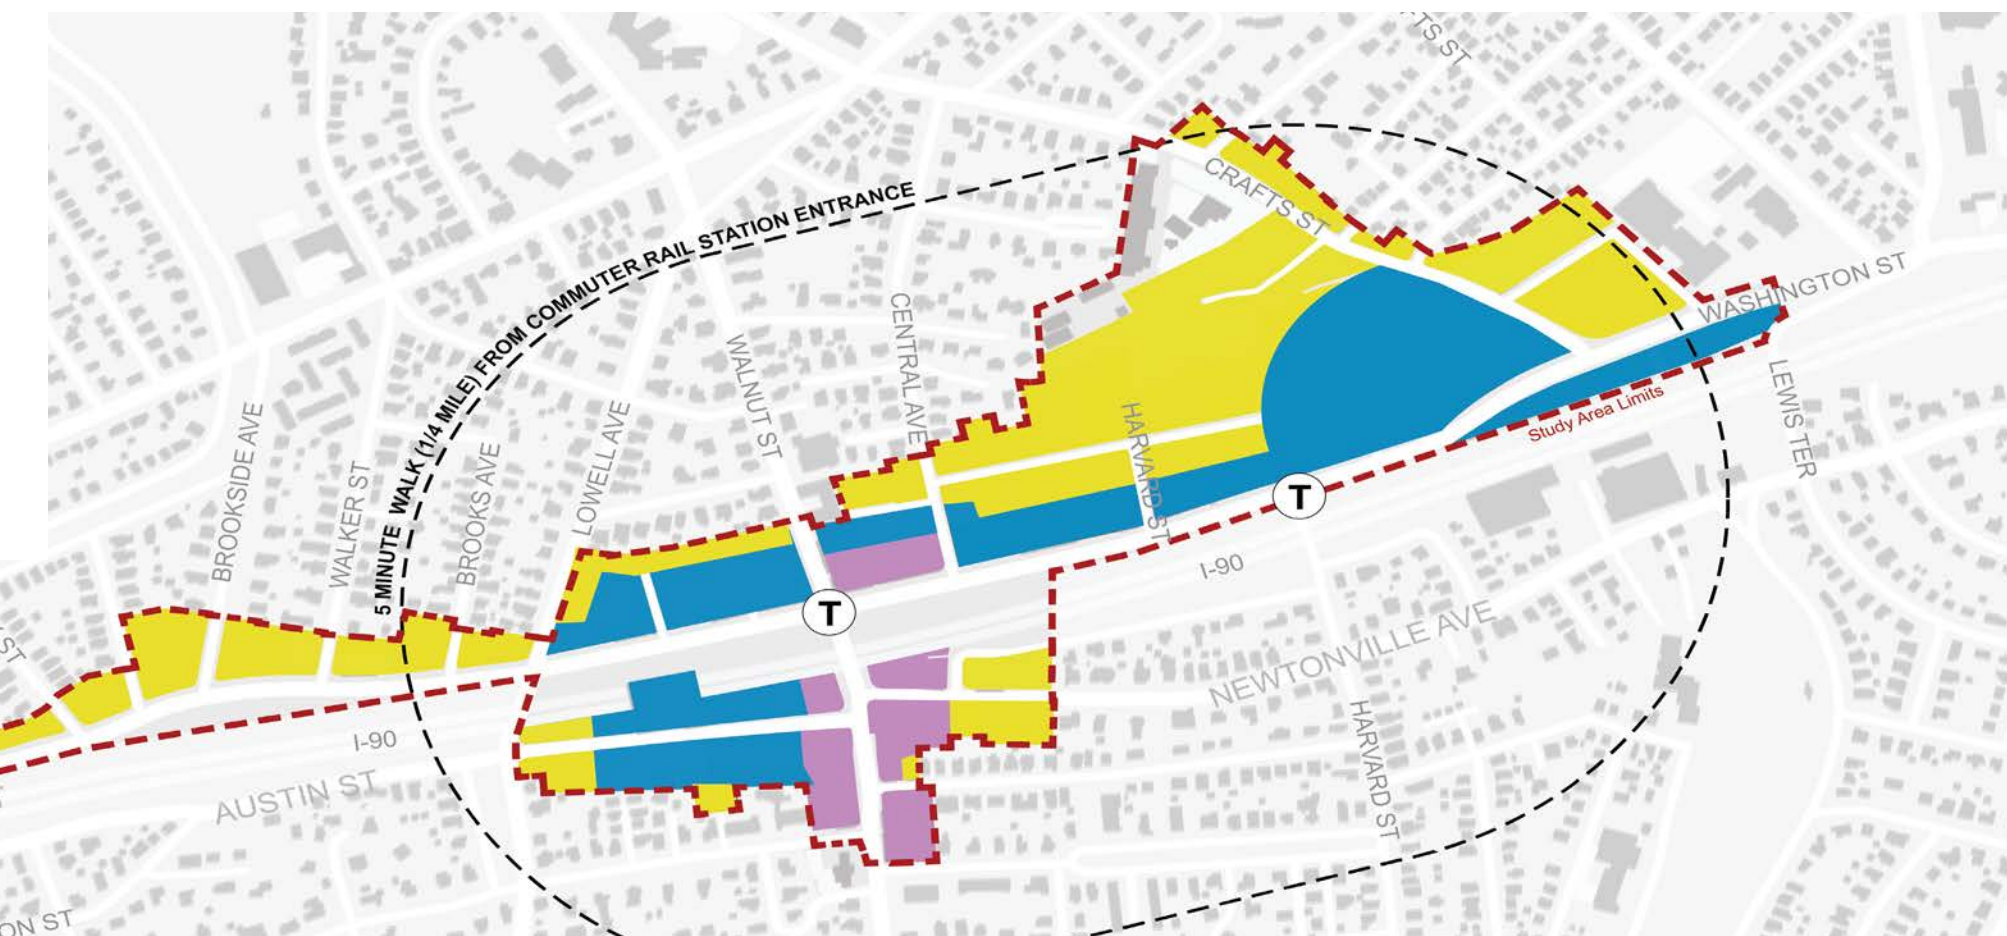 CRAFTS ST
WASHINGTON ST
5 MINUTE WALK (1/4 MILE) FROM COMMUTER RAIL STATION ENTRANCE
CENTRAL AVE
WALNUT ST
LOWELL AVE
BROOKSIDE AVE
WALKER ST
BROOKS AVE
HARVARD ST
LEWIS TER
Study Area Limits
T
T
I-90
NEWTONVILLE AVE
HARVARD ST
I-90
AUSTIN ST
ST